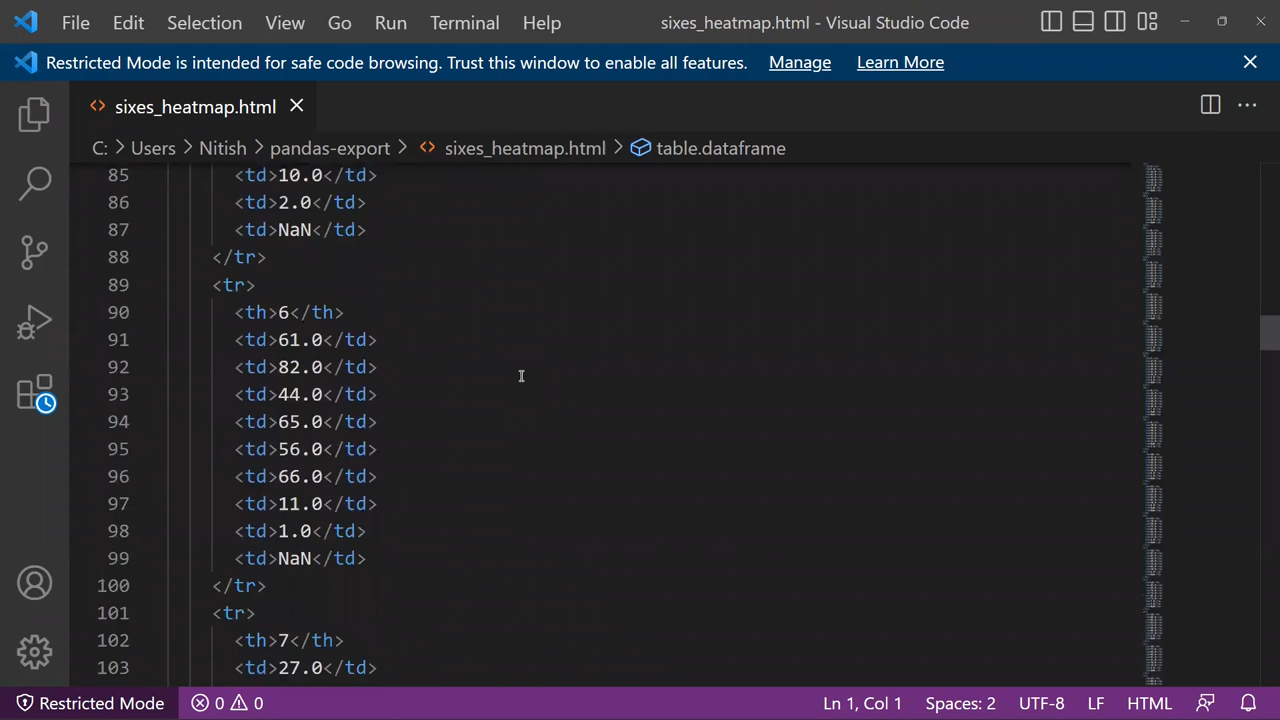 File Edit Selection View Go Run Terminal Help sixes_heatmap.html - Visual Studio Code
Restricted Mode is intended for safe code browsing. Trust this window to enable all features. Manage Learn More
sixes_heatmap.html
C: > Users > Nitish > pandas-export > sixes_heatmap.html > table.dataframe
85 <td>10.0</td>
86 <td>2.0</td>
87 <td>NaN</td>
88 </tr>
89 <tr>
90 <th>6</th>
91 <td>61.0</td>
92 <td>82.0</td>
93 <td>44.0</td>
94 <td>65.0</td>
95 <td>56.0</td>
96 <td>66.0</td>
97 <td>11.0</td>
98 <td>1.0</td>
99 <td>NaN</td>
100 </tr>
101 <tr>
102 <th>7</th>
103 <td>27.0</td>
Restricted Mode 0 0 Ln 1, Col 1 Spaces: 2 UTF-8 LF HTML